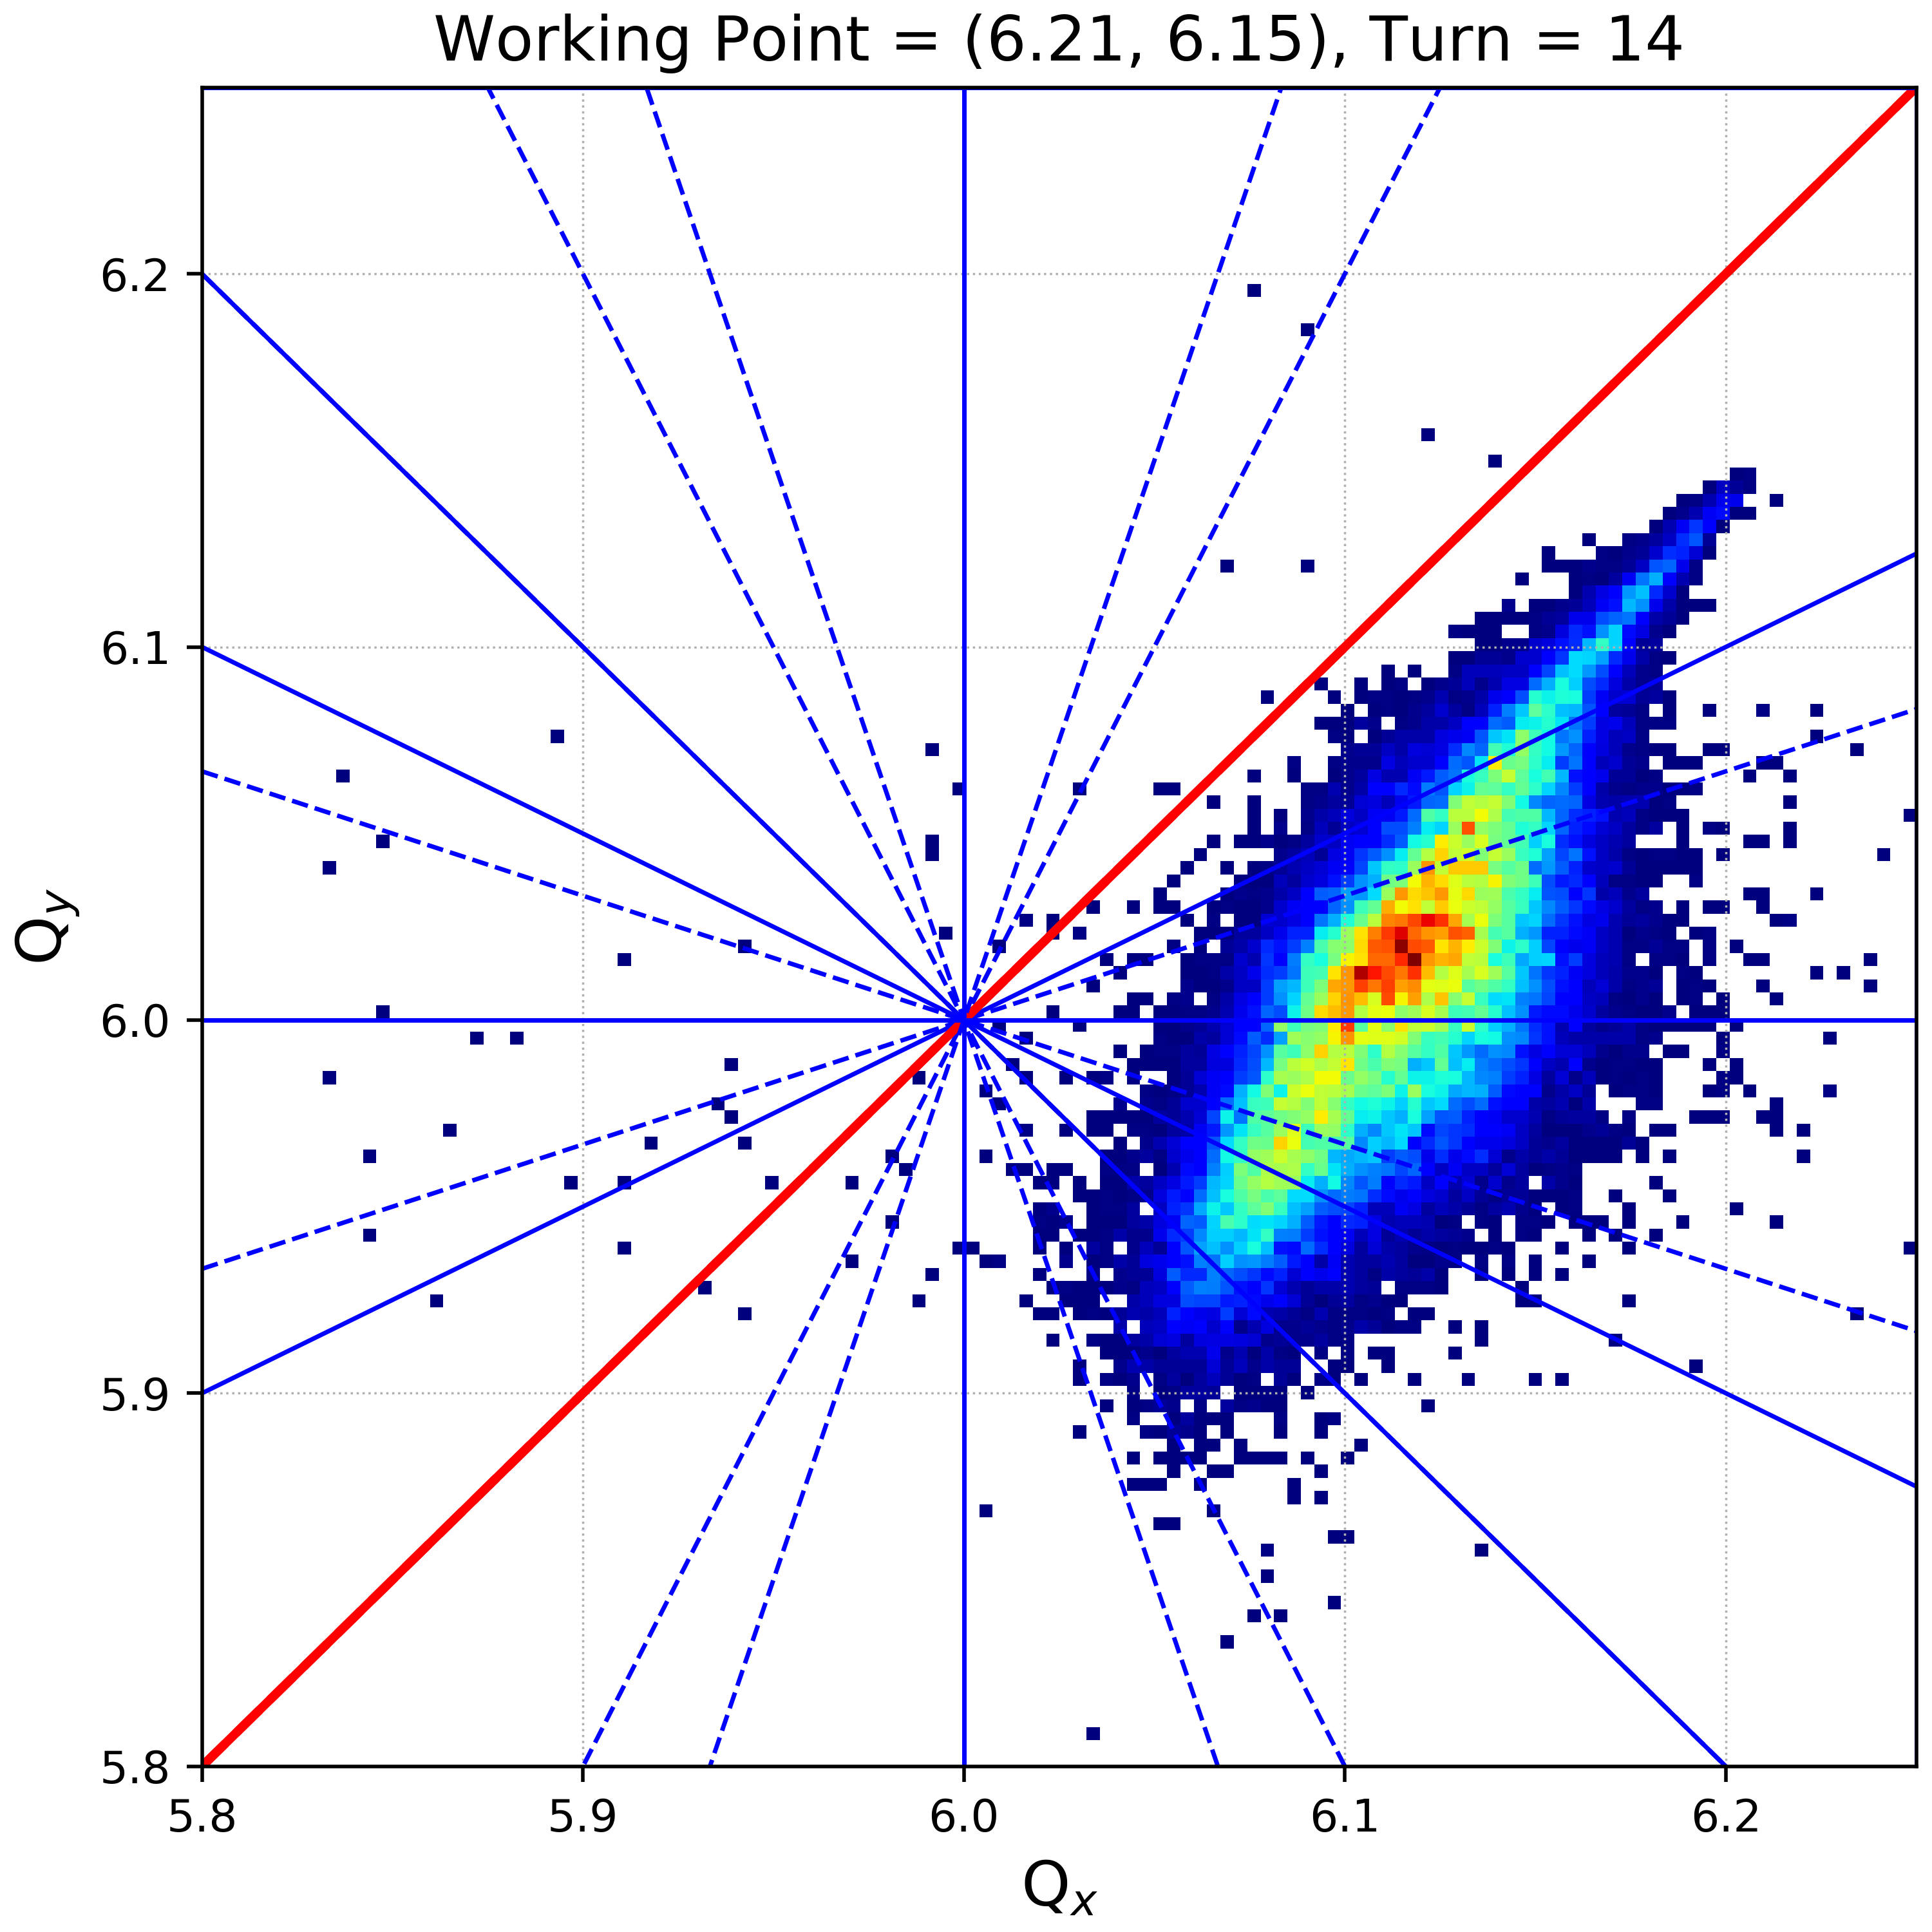 Working Point = (6.21, 6.15), Turn = 14
6.2
6.1
6.0
5.9
5.8
Qy
5.8 5.9 6.0 6.1 6.2
Qx